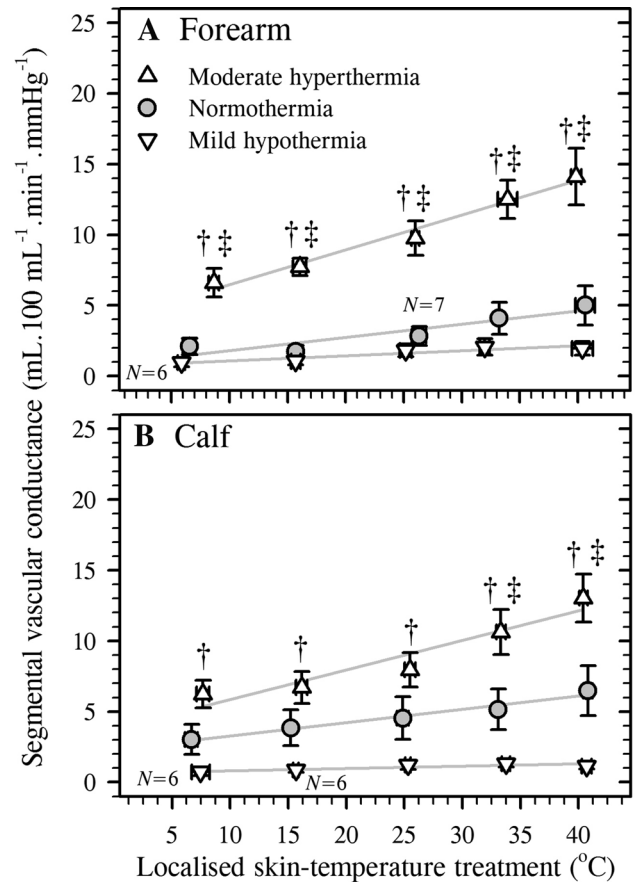 A Forearm
Moderate hyperthermia
Normothermia
Mild hypothermia
25
20
15
10
5
0
†‡
†‡
†‡
†‡
†‡
N=7
N=6
B Calf
25
20
15
10
5
0
†
†
†
†‡
†‡
N=6
N=6
5 10 15 20 25 30 35 40
Localised skin-temperature treatment (°C)
Segmental vascular conductance (mL.100 mL⁻¹.min⁻¹.mmHg⁻¹)